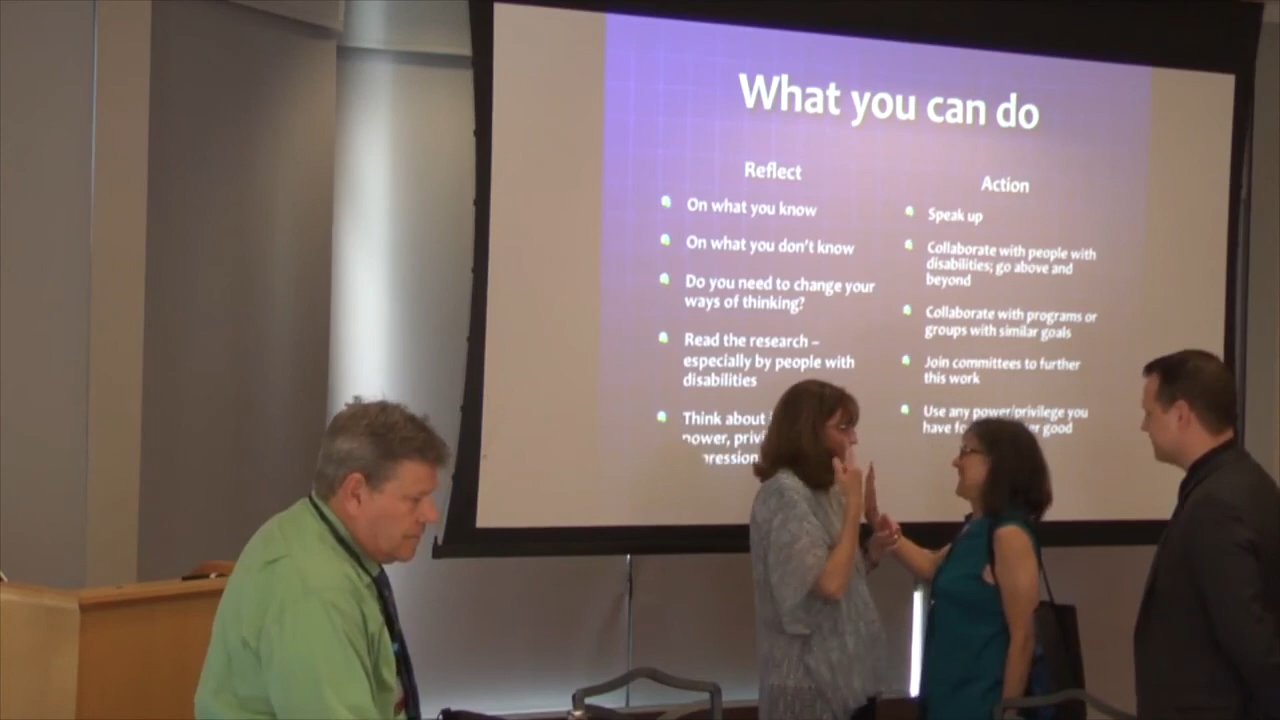 What you can do
Reflect
On what you know
On what you don't know
Do you need to change your
ways of thinking?
Read the research –
especially by people with
disabilities
Think about
power,
Action
Speak up
Collaborate with people with
disabilities; go above and
beyond
Collaborate with programs or
groups with similar goals
Join committees to further
this work
Use any power/privilege you
have good